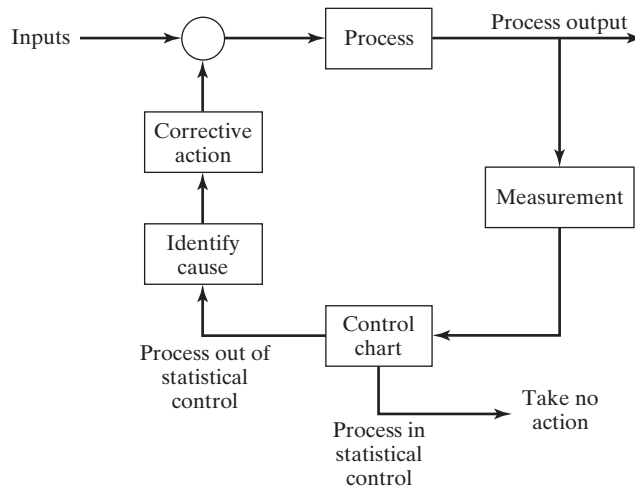 Inputs
Process
Process output
Corrective
action
Measurement
Identify
cause
Control
chart
Process out of
statistical
control
Take no
action
Process in
statistical
control